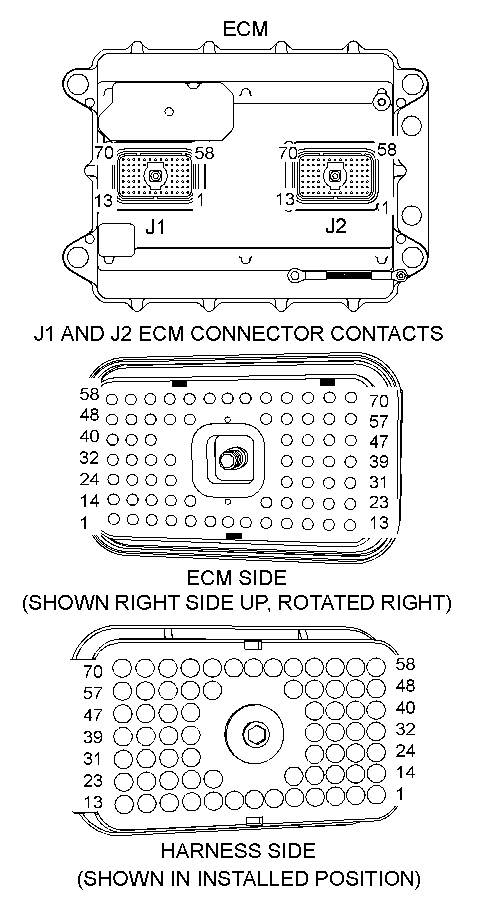 ECM
70 58 70 58
13 1 13 1
J1 J2
J1 AND J2 ECM CONNECTOR CONTACTS
58 70
48 57
40 47
32 39
24 31
14 23
1 13
ECM SIDE
(SHOWN RIGHT SIDE UP, ROTATED RIGHT)
70 58
57 48
47 40
39 32
31 24
23 14
13 1
HARNESS SIDE
(SHOWN IN INSTALLED POSITION)